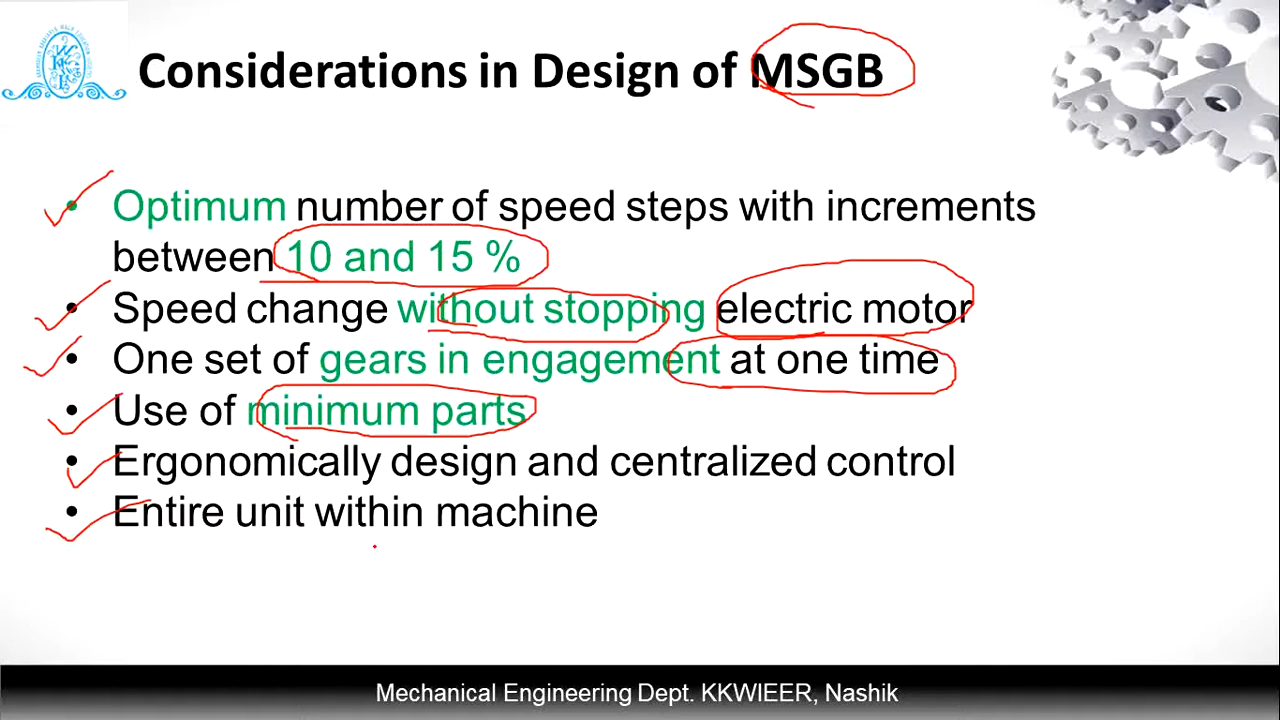 Considerations in Design of MSGB
• Optimum number of speed steps with increments
between 10 and 15 %
• Speed change without stopping electric motor
• One set of gears in engagement at one time
• Use of minimum parts
• Ergonomically design and centralized control
• Entire unit within machine
Mechanical Engineering Dept. KKWIEER, Nashik